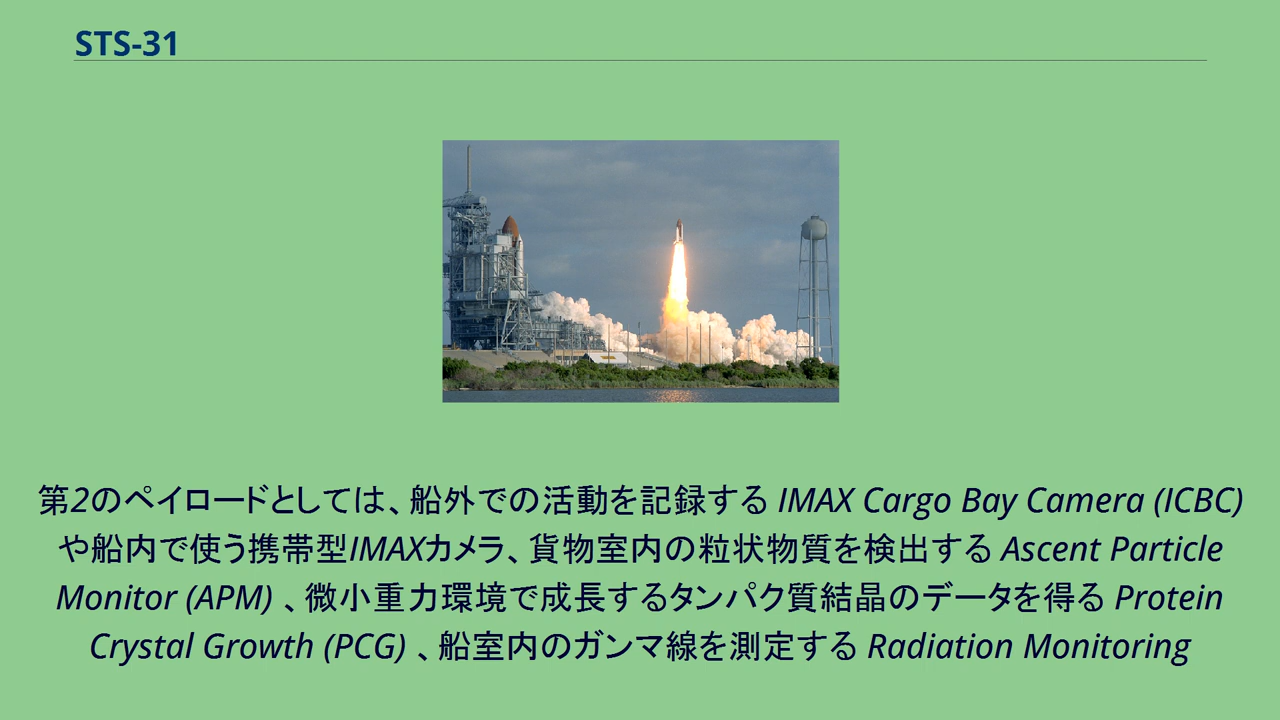 STS-31
第2のペイロードとしては、船外での活動を記録する IMAX Cargo Bay Camera (ICBC)
や船内で使う携帯型IMAXカメラ、貨物室内の粒状物質を検出する Ascent Particle
Monitor (APM) 、微小重力環境で成長するタンパク質結晶のデータを得る Protein
Crystal Growth (PCG) 、船室内のガンマ線を測定する Radiation Monitoring